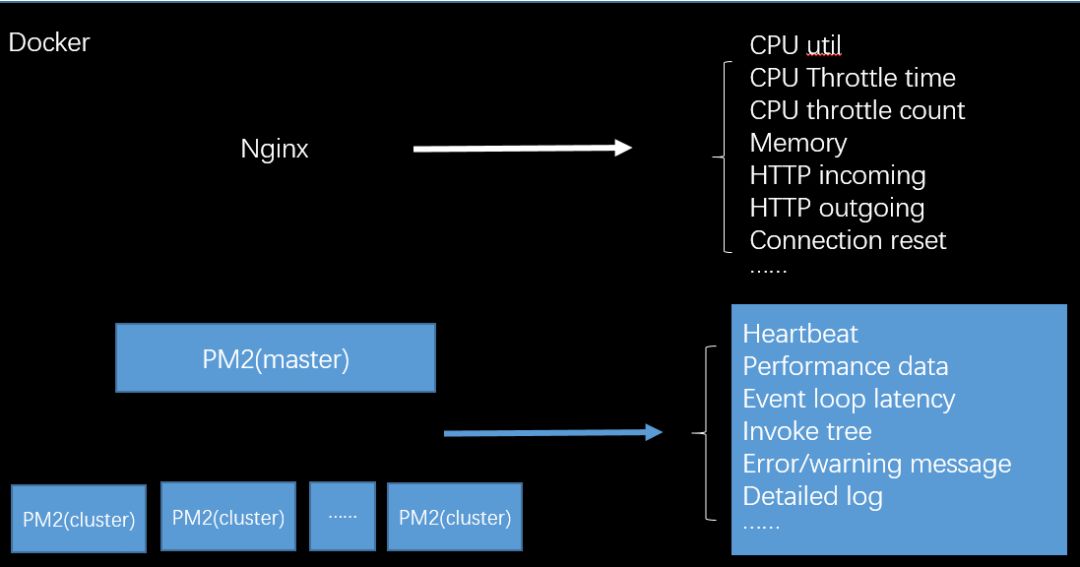 Docker
CPU util
CPU Throttle time
CPU throttle count
Memory
HTTP incoming
HTTP outgoing
Connection reset
……
Nginx
PM2(master)
Heartbeat
Performance data
Event loop latency
Invoke tree
Error/warning message
Detailed log
……
PM2(cluster)
PM2(cluster)
……
PM2(cluster)